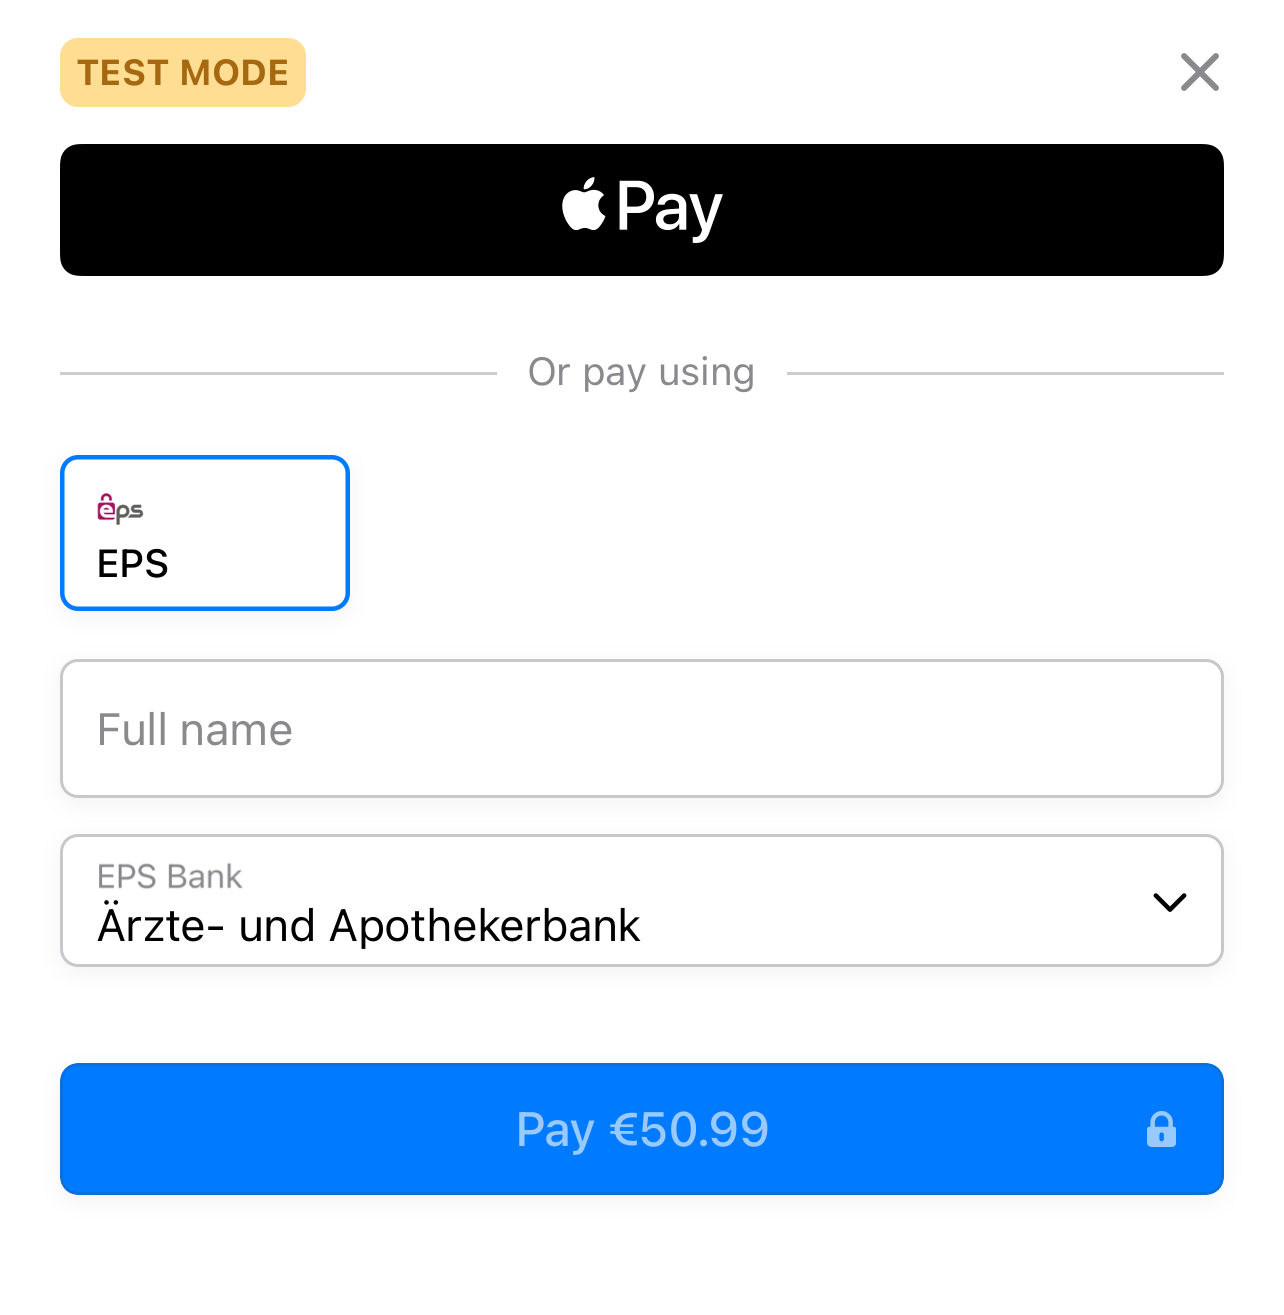 TEST MODE
Pay
Or pay using
eps
EPS
Full name
EPS Bank
Ärzte- und Apothekerbank
Pay €50.99